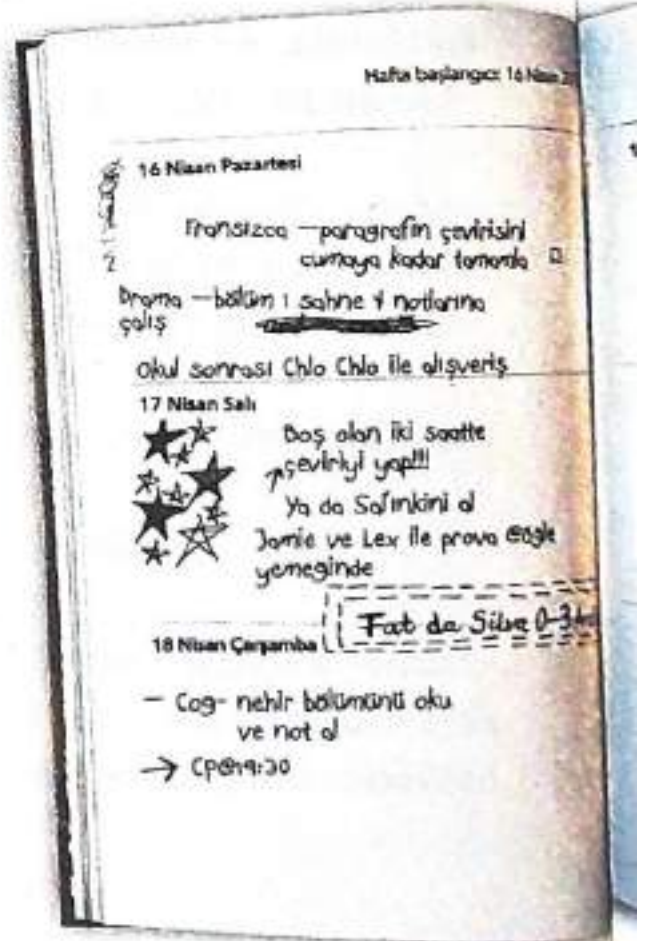 Hafta başlangıcı: 16 Nisan
16 Nisan Pazartesi
Fransızca – paragrafın çevirisini
cumaya kadar tamamla
Drama – bölüm 1 sahne 4 notlarına
çalış
Okul sonrası Chlo Chlo ile alışveriş
17 Nisan Salı
Boş olan iki saatte
çeviriyi yap!!!
Ya da Sal'ınkini al
Jamie ve Lex ile prova @öğle
yemeğinde
Fat da Silva 0-3
18 Nisan Çarşamba
– Coğ- nehir bölümünü oku
ve not al
→ CP@19:30